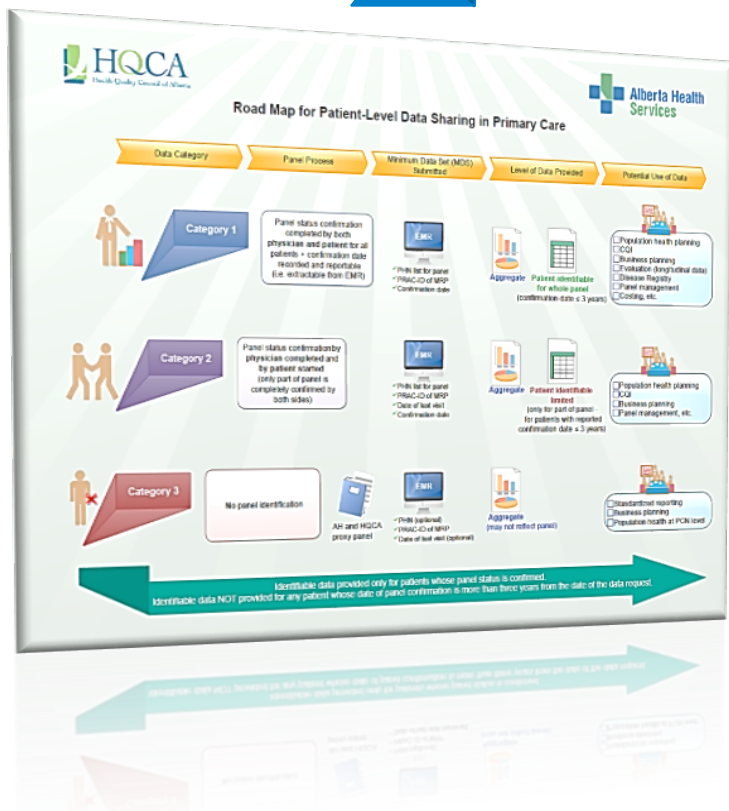 HQCA
Health Quality Council of Alberta
Alberta Health
Services
Road Map for Patient-Level Data Sharing in Primary Care
Data Category
Panel Process
Minimum Data Set (MDS)
Submitted
Level of Data Provided
Potential Use of Data
Category 1
Panel status confirmation
completed by both
physician and patient for all
patients + confirmation date
recorded and reportable
(i.e. extractable from EMR)
EMR
PHN list for panel
PRAC-ID of MRP
Confirmation date
Aggregate
Patient identifiable
for whole panel
(confirmation date ≤ 3 years)
Population health planning
CQI
Business planning
Evaluation (longitudinal data)
Disease Registry
Panel management
Costing, etc.
Category 2
Panel status confirmation by
physician completed and
by patient started
(only part of panel is
completely confirmed by
both sides)
EMR
PHN list for panel
PRAC-ID of MRP
Date of last visit
Confirmation date
Aggregate
Patient identifiable
limited
(only for part of panel -
for patients with reported
confirmation date ≤ 3 years)
Population health planning
CQI
Business planning
Panel management, etc.
Category 3
No panel identification
AH and HQCA
proxy panel
EMR
PHN (optional)
PRAC-ID of MRP
Date of last visit (optional)
Aggregate
(may not reflect panel)
Standardized reporting
Business planning
Population health at PCN level
Identifiable data provided only for patients whose panel status is confirmed.
Identifiable data NOT provided for any patient whose date of panel confirmation is more than three years from the date of the data request.